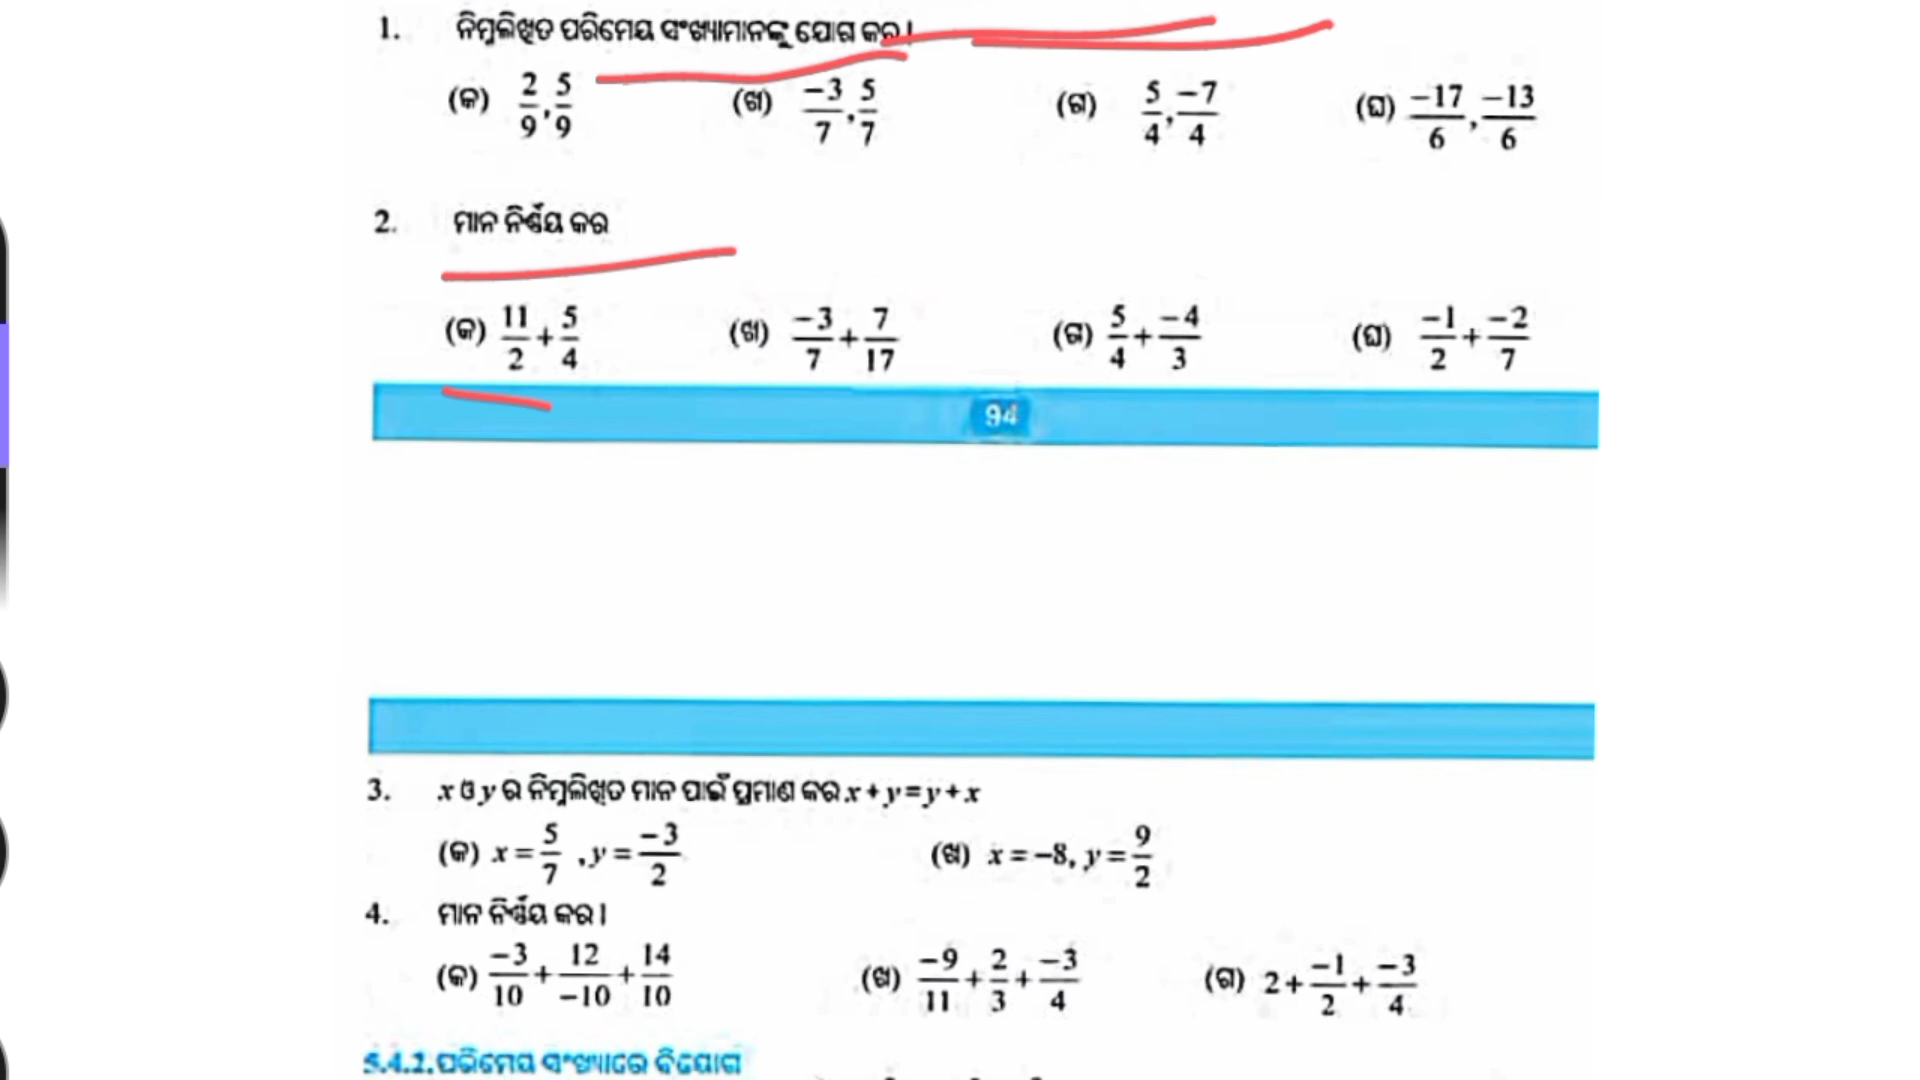 1. ନିମ୍ନଲିଖିତ ପରିମେୟ ସଂଖ୍ୟାମାନଙ୍କୁ ଯୋଗ କର।
(କ) 2/9, 5/9 (ଖ) −3/7, 5/7 (ଗ) 5/4, −7/4 (ଘ) −17/6, −13/6
2. ମାନ ନିର୍ଣ୍ଣୟ କର
(କ) 11/2 + 5/4 (ଖ) −3/7 + 7/17 (ଗ) 5/4 + −4/3 (ଘ) −1/2 + −2/7
94
3. x ଓ y ର ନିମ୍ନଲିଖିତ ମାନ ପାଇଁ ପ୍ରମାଣ କର x + y = y + x
(କ) x = 5/7 , y = −3/2 (ଖ) x = −8, y = 9/2
4. ମାନ ନିର୍ଣ୍ଣୟ କର।
(କ) −3/10 + 12/−10 + 14/10 (ଖ) −9/11 + 2/3 + −3/4 (ଗ) 2 + −1/2 + −3/4
5.4.2. ପରିମେୟ ସଂଖ୍ୟାରେ ବିୟୋଗ